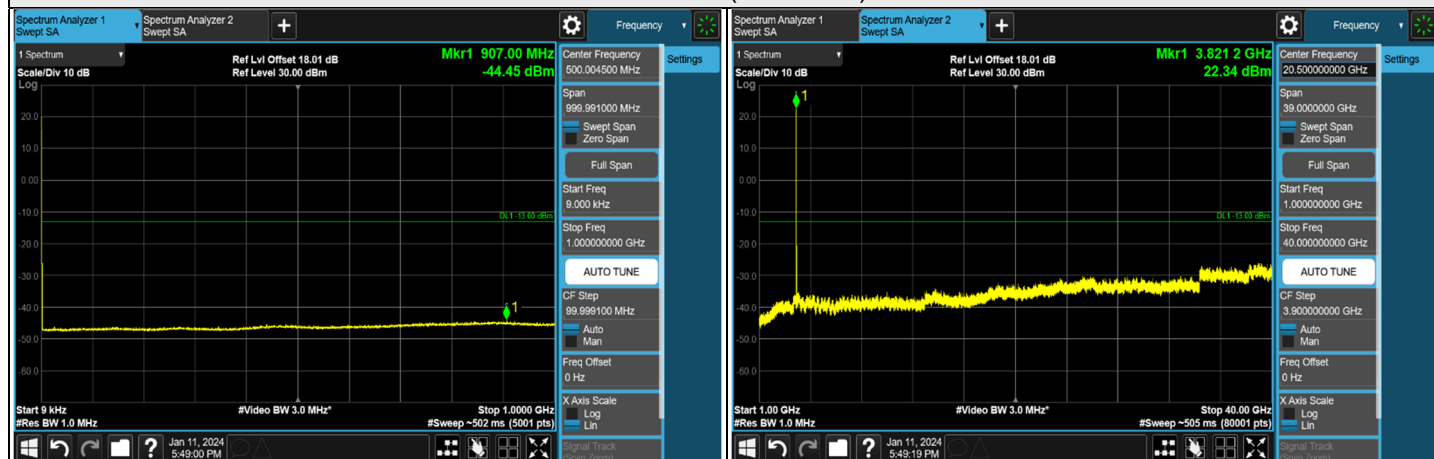 Spectrum Analyzer 1
Swept SA
Spectrum Analyzer 2
Swept SA
+
Frequency
1 Spectrum
Scale/Div 10 dB
Log
Ref Lvl Offset 18.01 dB
Ref Level 30.00 dBm
Mkr1 907.00 MHz
-44.45 dBm
1
20.0
10.0
0.00
-10.0
-20.0
-30.0
-40.0
-50.0
-60.0
DL1 -13.00 dBm
Start 9 kHz
#Res BW 1.0 MHz
#Video BW 3.0 MHz*
Stop 1.0000 GHz
#Sweep ~502 ms (5001 pts)
Center Frequency
500.004500 MHz
Settings
Span
999.991000 MHz
Swept Span
Zero Span
Full Span
Start Freq
9.000 kHz
Stop Freq
1.000000000 GHz
AUTO TUNE
CF Step
99.999100 MHz
Auto
Man
Freq Offset
0 Hz
X Axis Scale
Log
Lin
Signal Track
(Span Zoom)
?
Jan 11, 2024
5:49:00 PM
Spectrum Analyzer 1
Swept SA
Spectrum Analyzer 2
Swept SA
+
Frequency
1 Spectrum
Scale/Div 10 dB
Log
Ref Lvl Offset 18.01 dB
Ref Level 30.00 dBm
Mkr1 3.821 2 GHz
22.34 dBm
1
20.0
10.0
0.00
-10.0
-20.0
-30.0
-40.0
-50.0
-60.0
DL1 -13.00 dBm
Start 1.00 GHz
#Res BW 1.0 MHz
#Video BW 3.0 MHz*
Stop 40.00 GHz
#Sweep ~505 ms (80001 pts)
Center Frequency
20.500000000 GHz
Settings
Span
39.0000000 GHz
Swept Span
Zero Span
Full Span
Start Freq
1.000000000 GHz
Stop Freq
40.000000000 GHz
AUTO TUNE
CF Step
3.900000000 GHz
Auto
Man
Freq Offset
0 Hz
X Axis Scale
Log
Lin
Signal Track
(Span Zoom)
?
Jan 11, 2024
5:49:19 PM